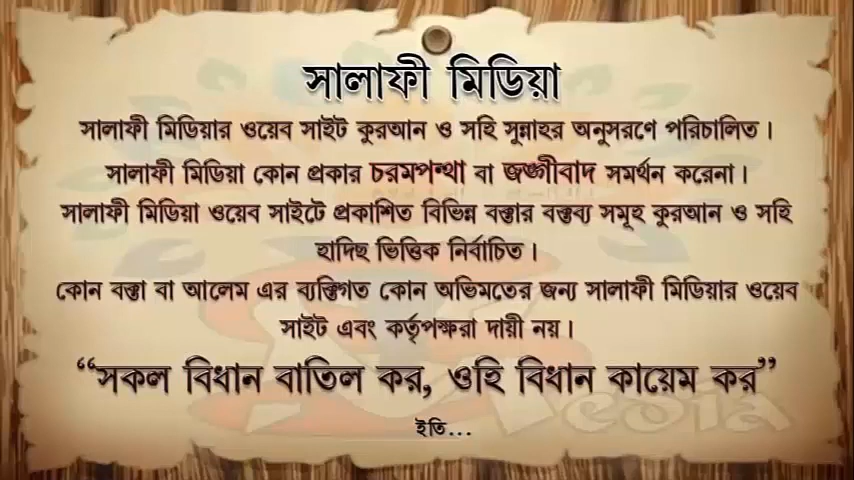 সালাফী মিডিয়া
সালাফী মিডিয়ার ওয়েব সাইট কুরআন ও সহি সুন্নাহর অনুসরণে পরিচালিত।
সালাফী মিডিয়া কোন প্রকার চরমপন্থা বা জঙ্গীবাদ সমর্থন করেনা।
সালাফী মিডিয়া ওয়েব সাইটে প্রকাশিত বিভিন্ন বক্তার বক্তব্য সমূহ কুরআন ও সহি
হাদিছ ভিত্তিক নির্বাচিত।
কোন বক্তা বা আলেম এর ব্যক্তিগত কোন অভিমতের জন্য সালাফী মিডিয়ার ওয়েব
সাইট এবং কর্তৃপক্ষরা দায়ী নয়।
“সকল বিধান বাতিল কর, ওহি বিধান কায়েম কর”
ইতি...